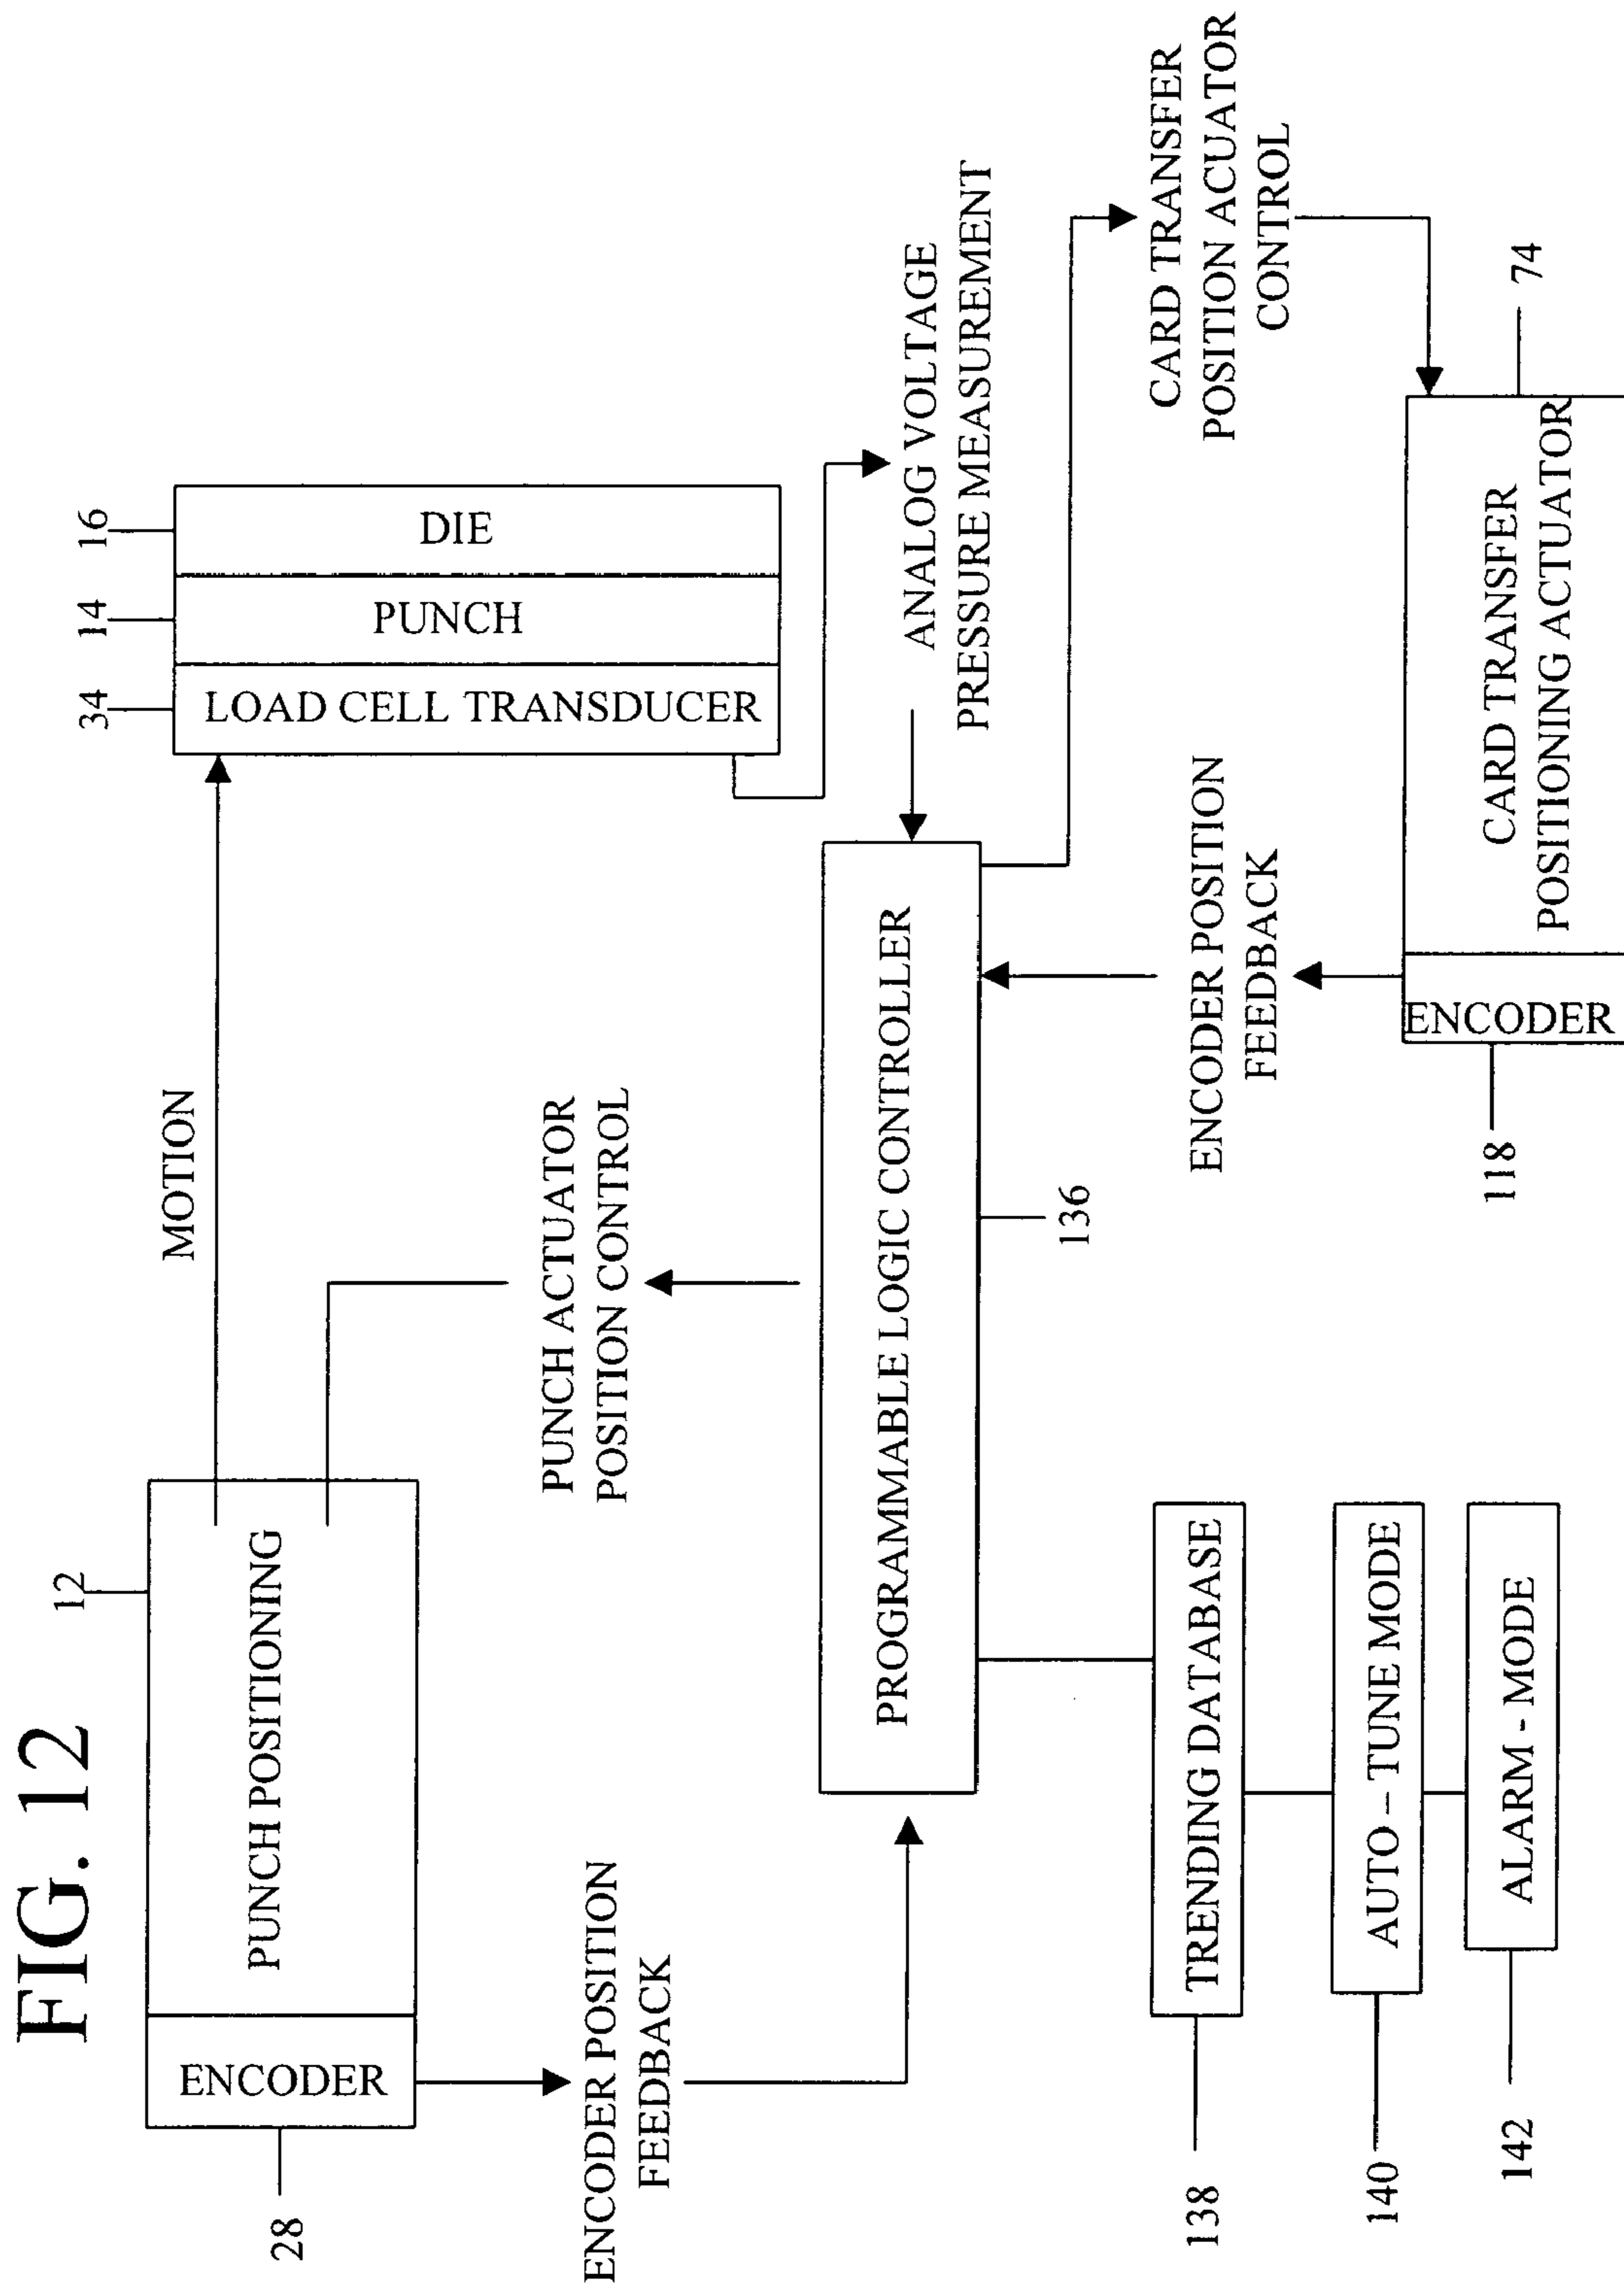 FIG. 12
12
28
ENCODER
PUNCH POSITIONING
MOTION
34
14
16
LOAD CELL TRANSDUCER
PUNCH
DIE
ENCODER POSITION
FEEDBACK
PUNCH ACTUATOR
POSITION CONTROL
ANALOG VOLTAGE
PRESSURE MEASUREMENT
PROGRAMMABLE LOGIC CONTROLLER
136
CARD TRANSFER
POSITION ACUATOR
CONTROL
ENCODER POSITION
FEEDBACK
138
TRENDING DATABASE
140
AUTO – TUNE MODE
142
ALARM - MODE
118
ENCODER
CARD TRANSFER
POSITIONING ACTUATOR
74